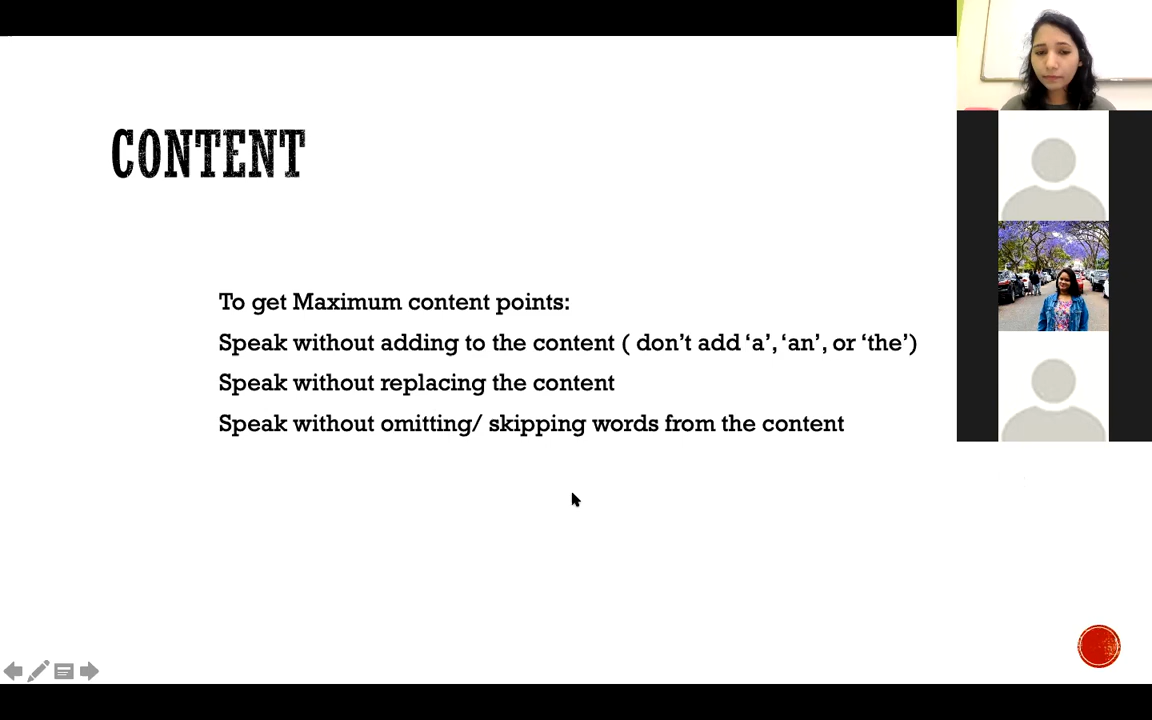 CONTENT
To get Maximum content points:
Speak without adding to the content ( don’t add ‘a’, ‘an’, or ‘the’)
Speak without replacing the content
Speak without omitting/ skipping words from the content